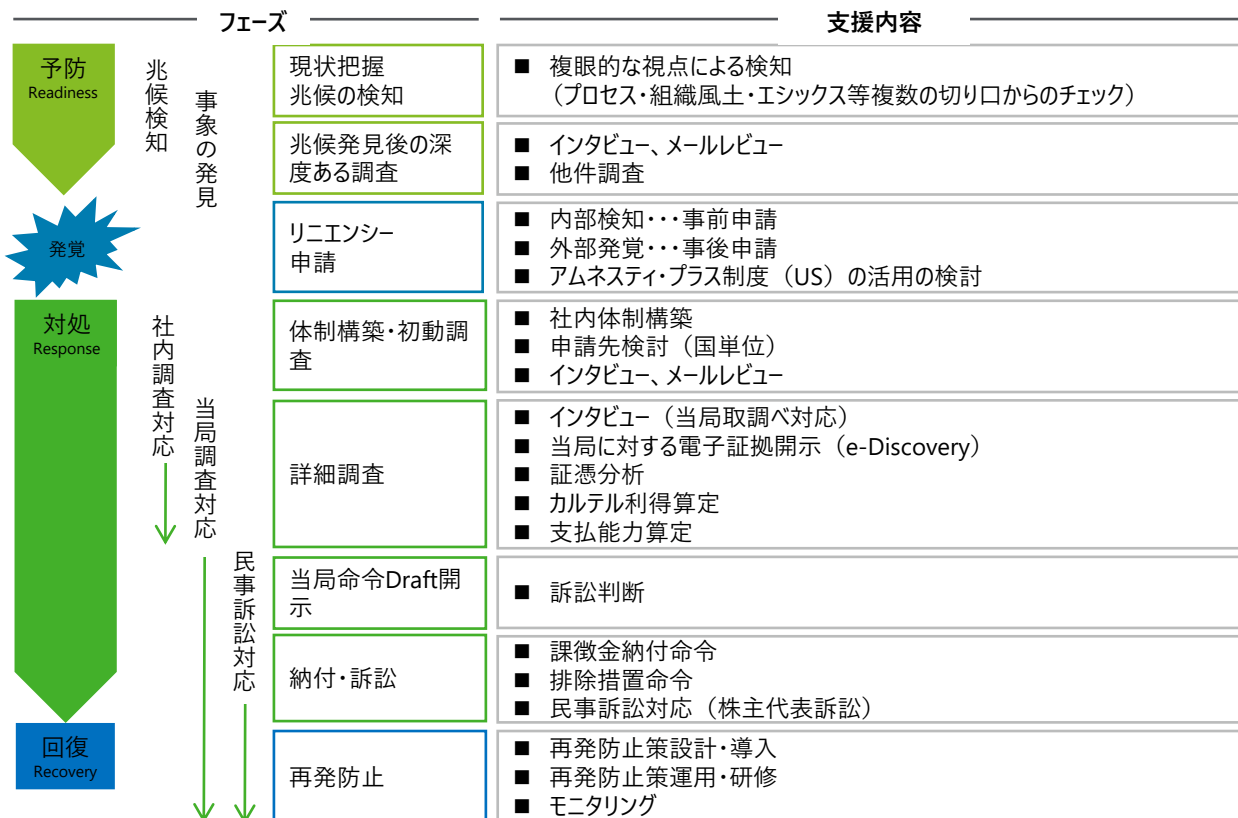 フェーズ
支援内容
予防
Readiness
兆候検知
事象の発見
現状把握
兆候の検知
■ 複眼的な視点による検知
（プロセス・組織風土・エシックス等複数の切り口からのチェック）
兆候発見後の深
度ある調査
■ インタビュー、メールレビュー
■ 他件調査
発覚
リニエンシー
申請
■ 内部検知・・・事前申請
■ 外部発覚・・・事後申請
■ アムネスティ・プラス制度（US）の活用の検討
対処
Response
社内調査対応
当局調査対応
民事訴訟対応
体制構築・初動調
査
■ 社内体制構築
■ 申請先検討（国単位）
■ インタビュー、メールレビュー
詳細調査
■ インタビュー（当局取調べ対応）
■ 当局に対する電子証拠開示（e-Discovery）
■ 証憑分析
■ カルテル利得算定
■ 支払能力算定
当局命令Draft開
示
■ 訴訟判断
納付・訴訟
■ 課徴金納付命令
■ 排除措置命令
■ 民事訴訟対応（株主代表訴訟）
回復
Recovery
再発防止
■ 再発防止策設計・導入
■ 再発防止策運用・研修
■ モニタリング